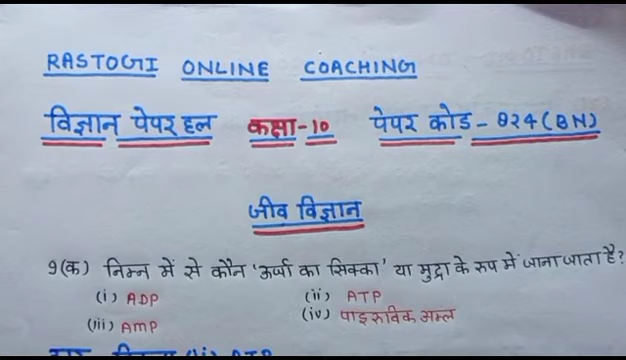 RASTOGI ONLINE COACHING
विज्ञान पेपर हल कक्षा-10 पेपर कोड - 824 (BN)
जीव विज्ञान
9(क) निम्न में से कौन 'ऊर्जा का सिक्का' या मुद्रा के रूप में जाना जाता है?
(i) ADP (ii) ATP
(iii) AMP (iv) पाइरुविक अम्ल